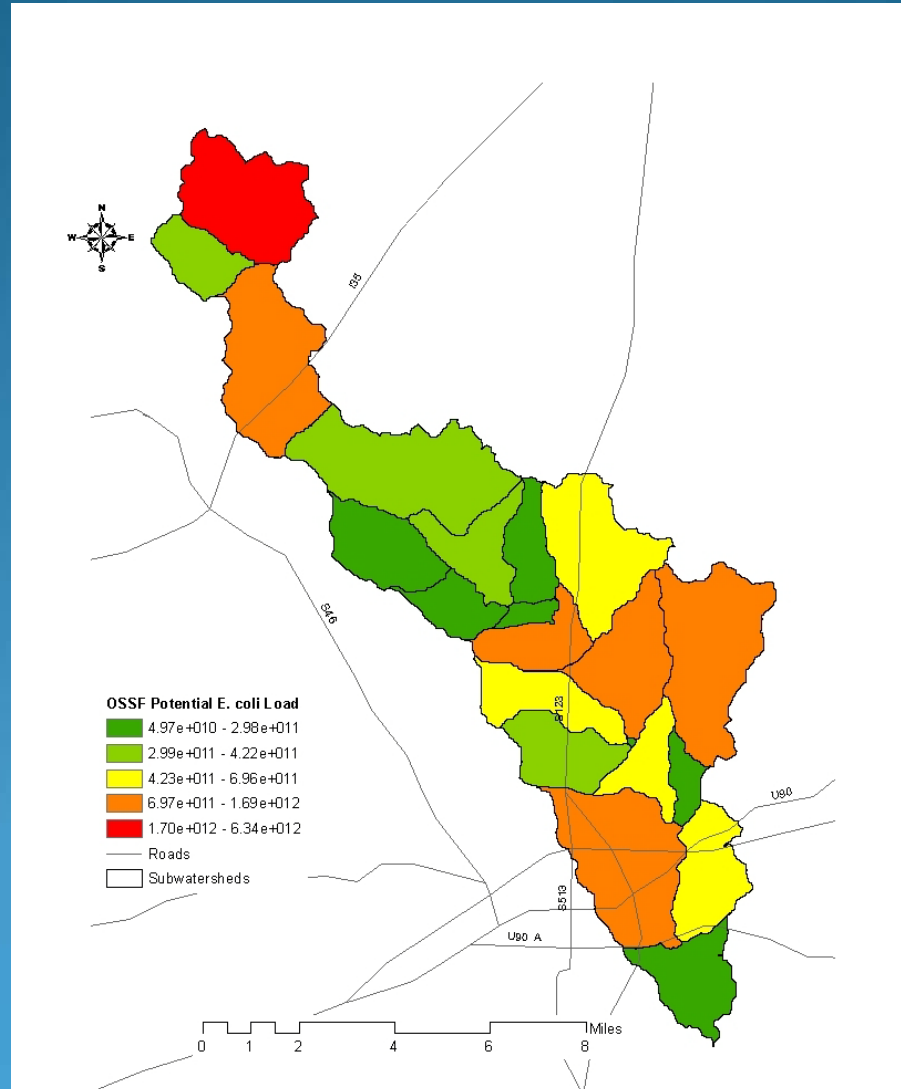 N
W E
S
I35
S46
S123
OSSF Potential E. coli Load
4.97e+010 - 2.98e+011
2.99e+011 - 4.22e+011
4.23e+011 - 6.96e+011
6.97e+011 - 1.69e+012
1.70e+012 - 6.34e+012
Roads
Subwatersheds
U90
S513
U90 A
Miles
0 1 2 4 6 8